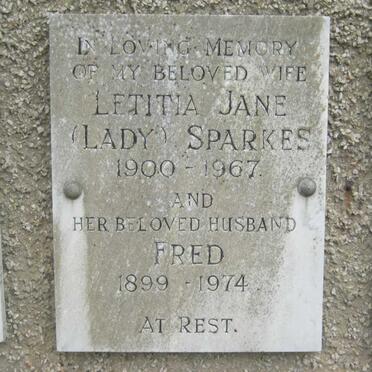 IN LOVING MEMORY
OF MY BELOVED WIFE
LETITIA JANE
(LADY) SPARKES
1900 - 1967.
AND
HER BELOVED HUSBAND
FRED
1899 - 1974.
AT REST.